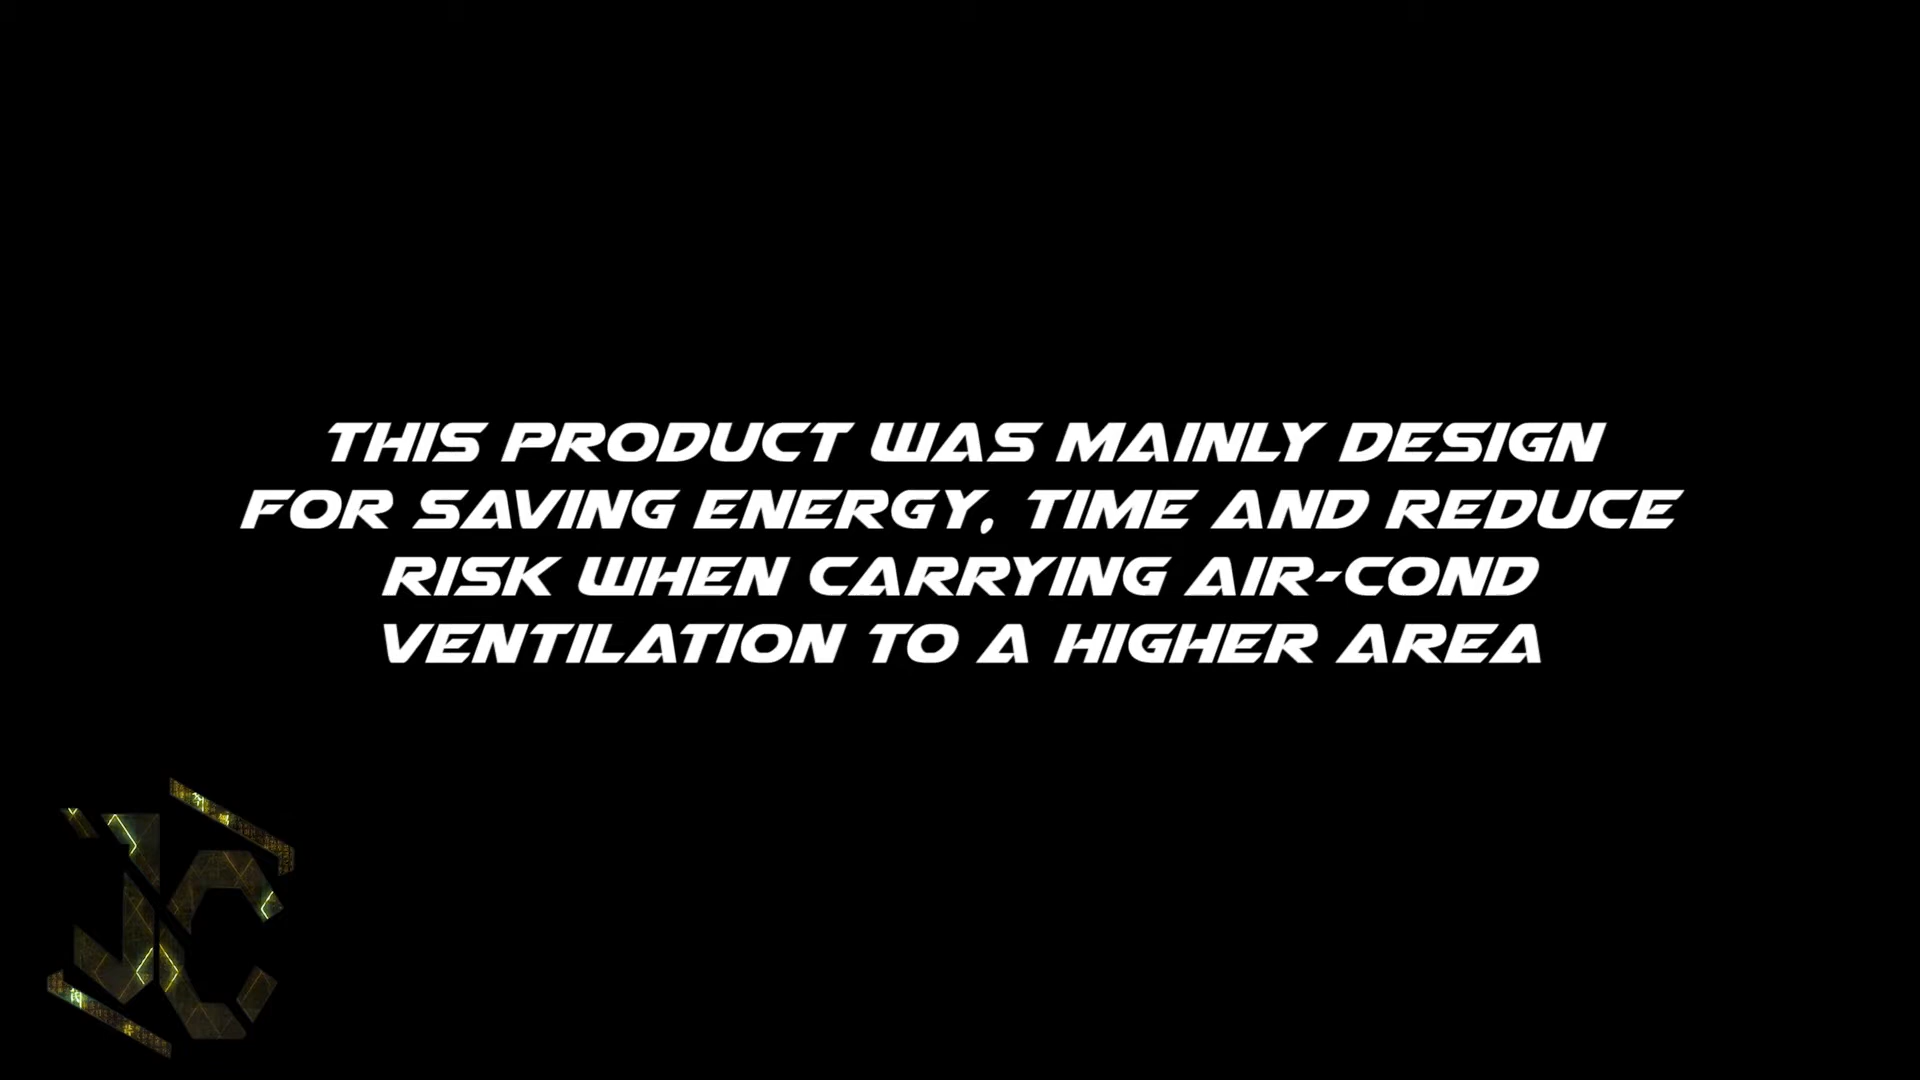 THIS PRODUCT WAS MAINLY DESIGN
FOR SAVING ENERGY, TIME AND REDUCE
RISK WHEN CARRYING AIR-COND
VENTILATION TO A HIGHER AREA
JC